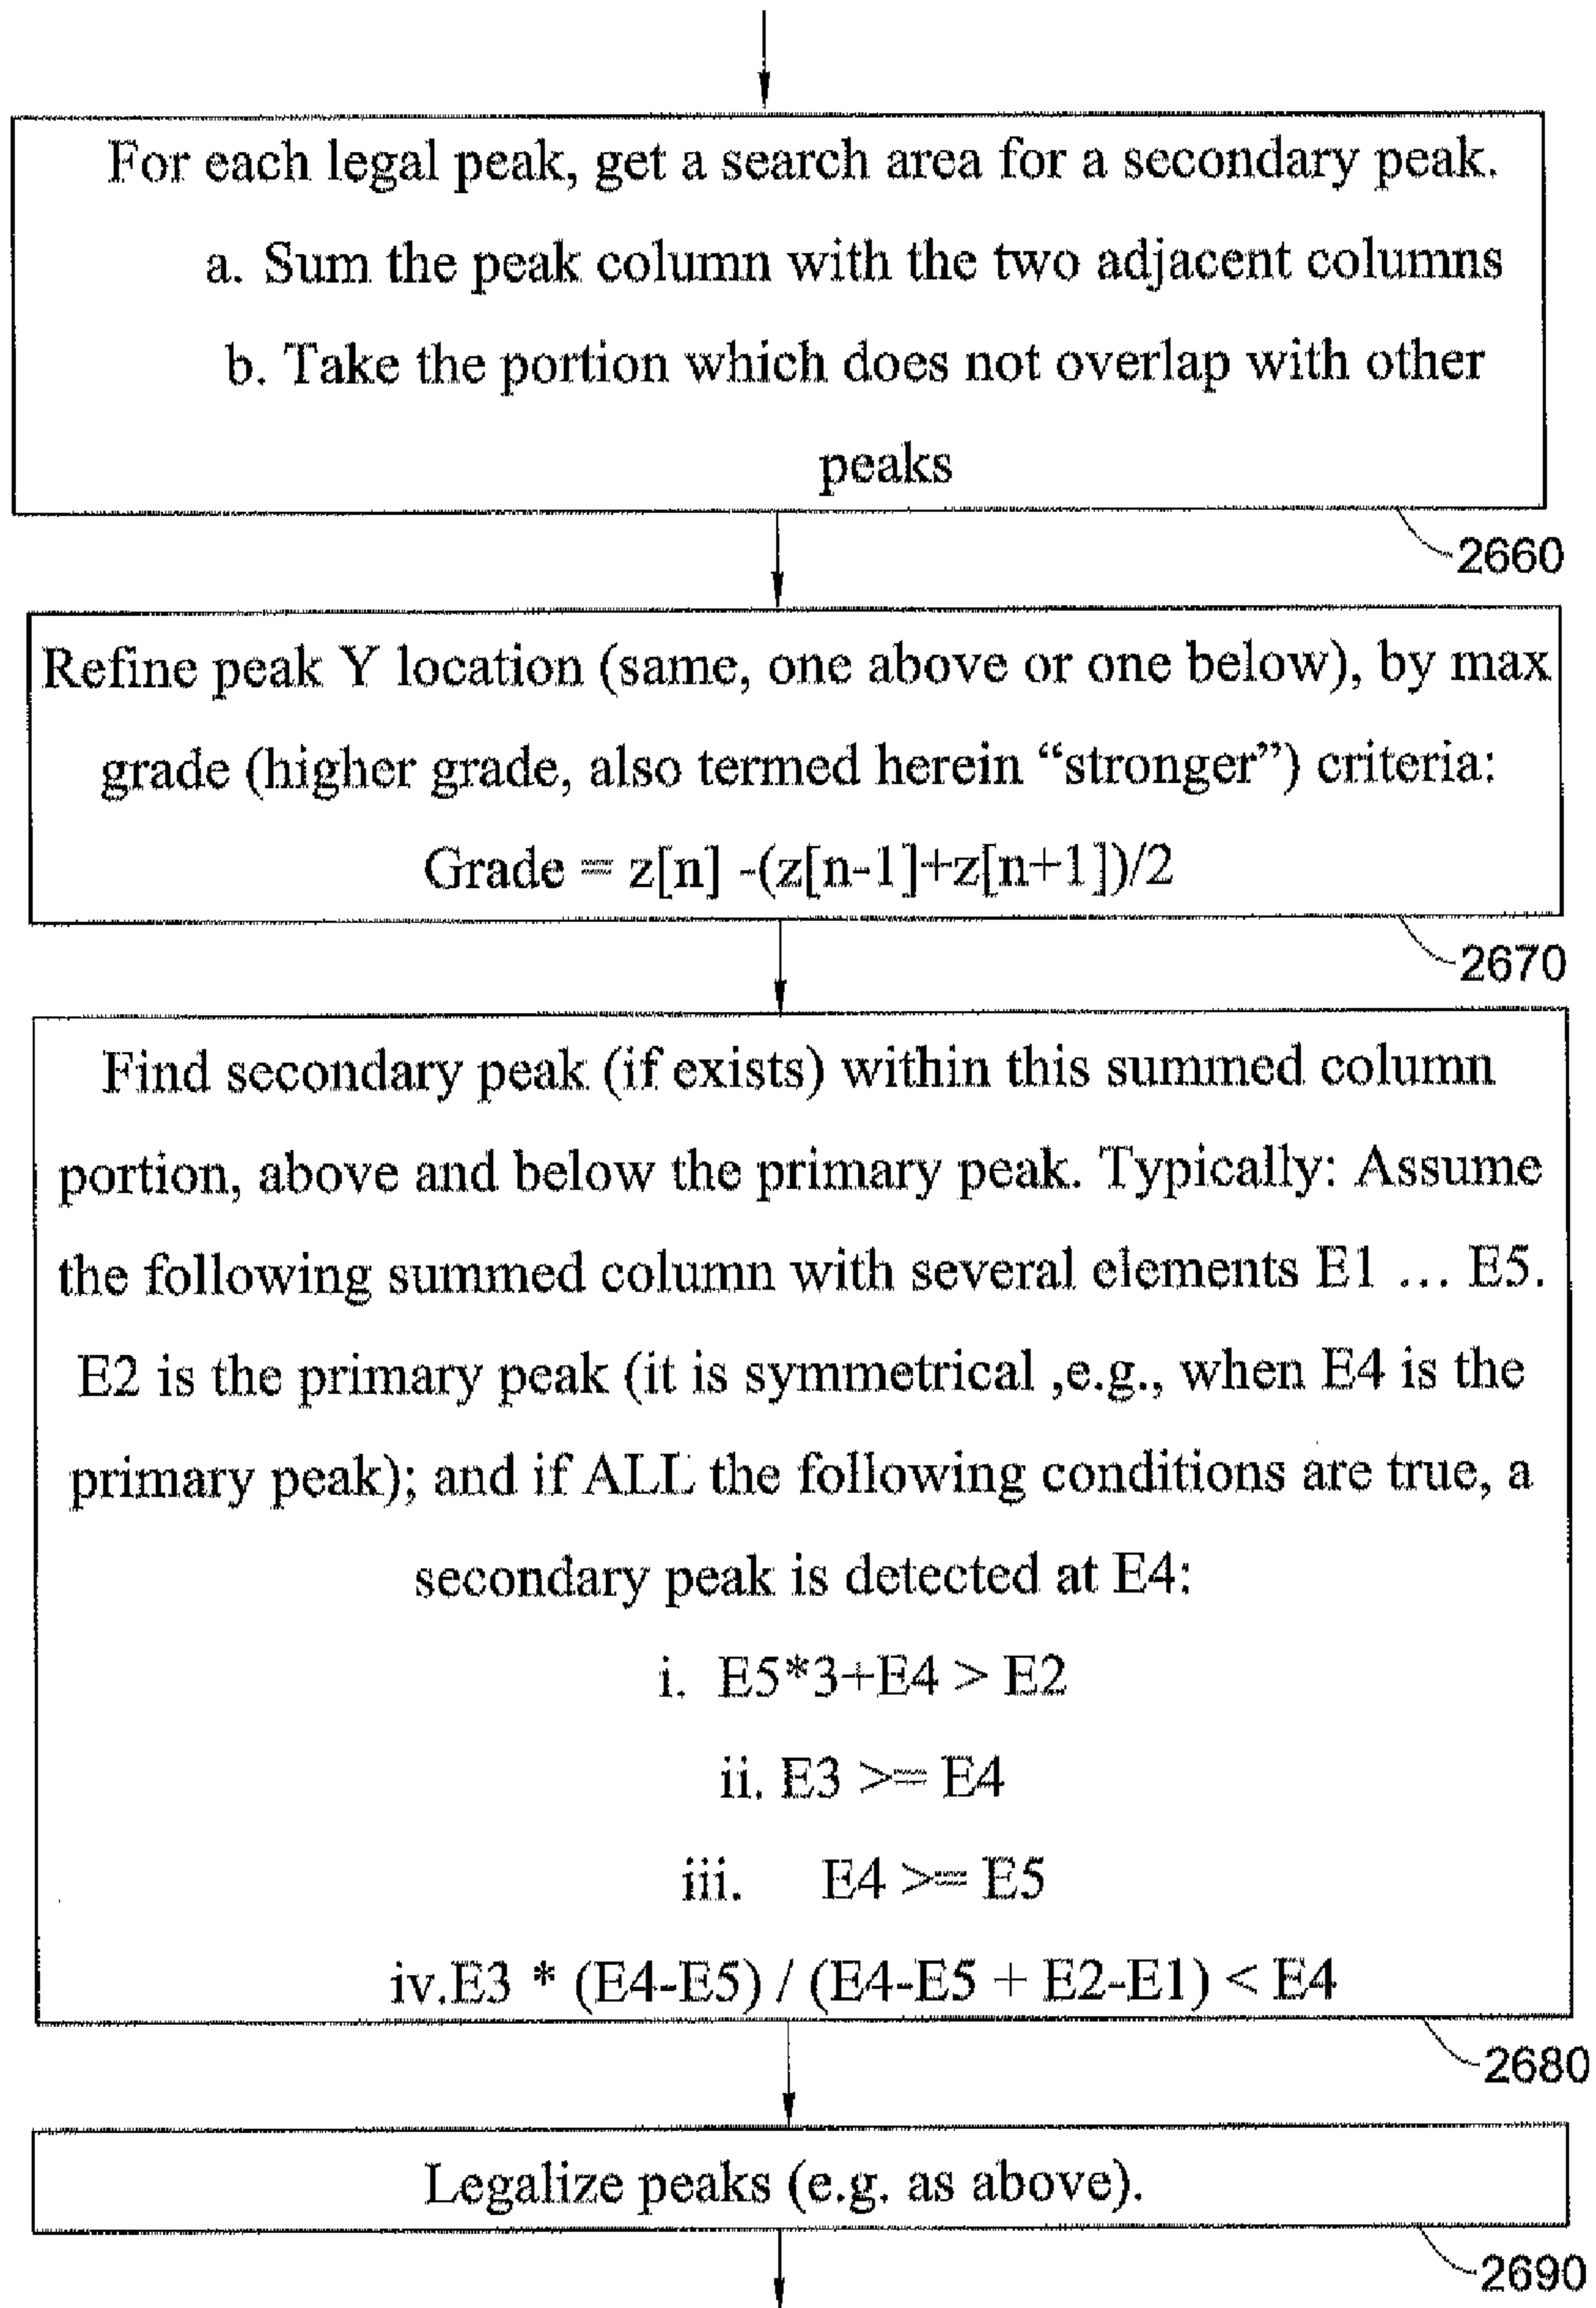 For each legal peak, get a search area for a secondary peak.
a. Sum the peak column with the two adjacent columns
b. Take the portion which does not overlap with other
peaks
2660
Refine peak Y location (same, one above or one below), by max
grade (higher grade, also termed herein “stronger”) criteria:
Grade = z[n] -(z[n-1]+z[n+1])/2
2670
Find secondary peak (if exists) within this summed column
portion, above and below the primary peak. Typically: Assume
the following summed column with several elements E1 ... E5.
E2 is the primary peak (it is symmetrical ,e.g., when E4 is the
primary peak); and if ALL the following conditions are true, a
secondary peak is detected at E4:
i. E5*3+E4 > E2
ii. E3 >= E4
iii. E4 >= E5
iv.E3 * (E4-E5) / (E4-E5 + E2-E1) < E4
2680
Legalize peaks (e.g. as above).
2690